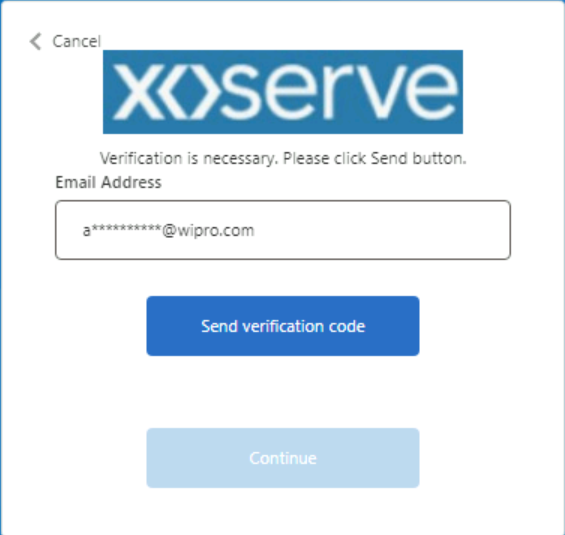 Cancel
xoserve
Verification is necessary. Please click Send button.
Email Address
a**********@wipro.com
Send verification code
Continue